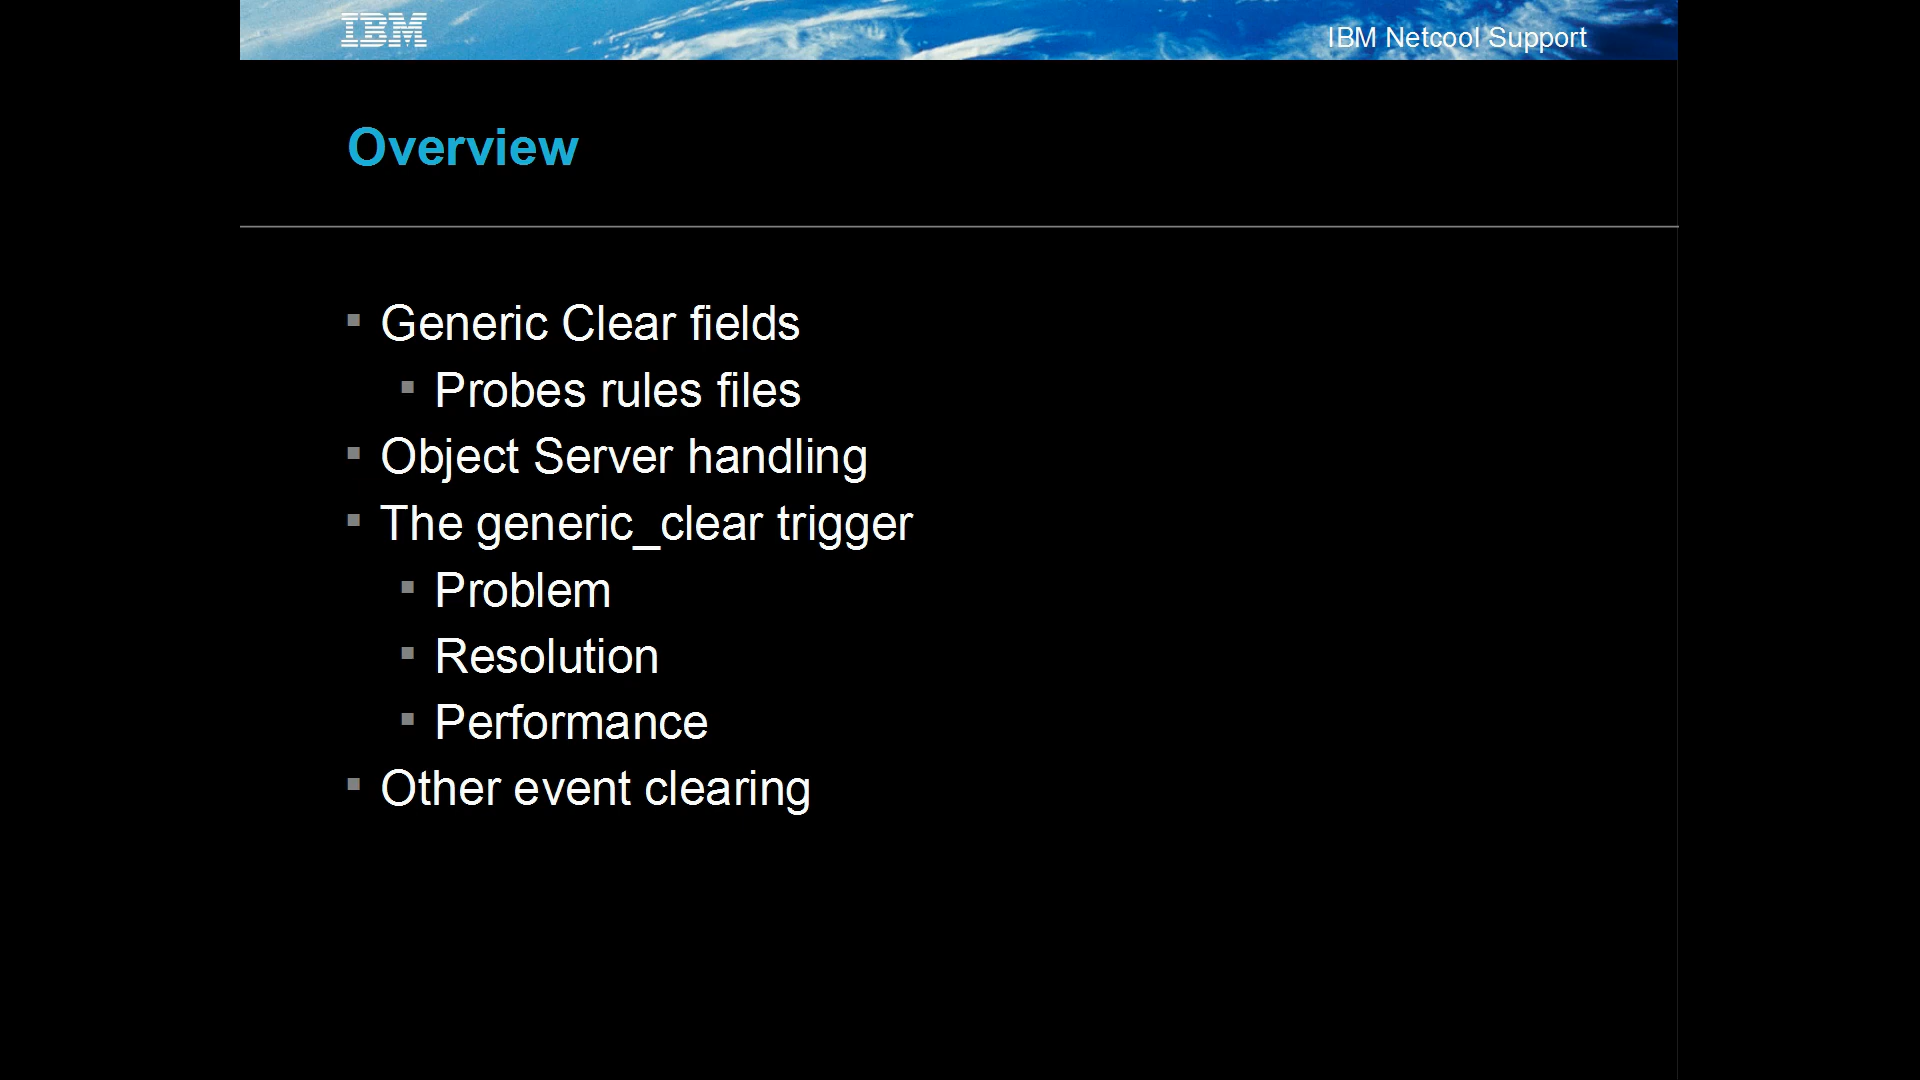 IBM
IBM Netcool Support
Overview
Generic Clear fields
Probes rules files
Object Server handling
The generic_clear trigger
Problem
Resolution
Performance
Other event clearing